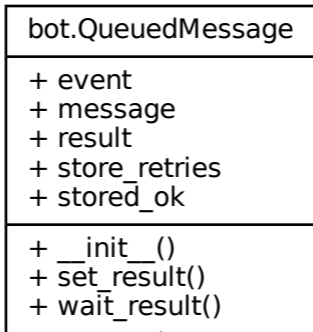 bot.QueuedMessage
+ event
+ message
+ result
+ store_retries
+ stored_ok
+ __init__()
+ set_result()
+ wait_result()